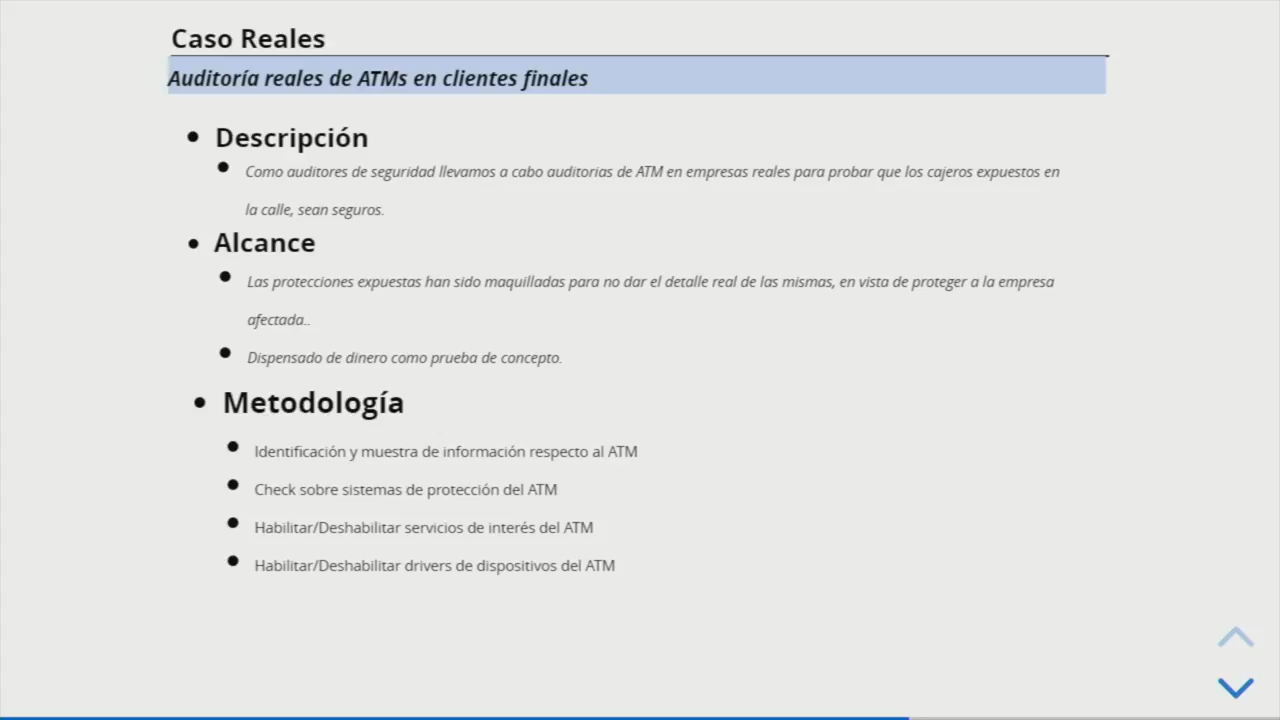 Caso Reales
Auditoría reales de ATMs en clientes finales
Descripción
Como auditores de seguridad llevamos a cabo auditorias de ATM en empresas reales para probar que los cajeros expuestos en
la calle, sean seguros.
Alcance
Las protecciones expuestas han sido maquilladas para no dar el detalle real de las mismas, en vista de proteger a la empresa
afectada..
Dispensado de dinero como prueba de concepto.
Metodología
Identificación y muestra de información respecto al ATM
Check sobre sistemas de protección del ATM
Habilitar/Deshabilitar servicios de interés del ATM
Habilitar/Deshabilitar drivers de dispositivos del ATM